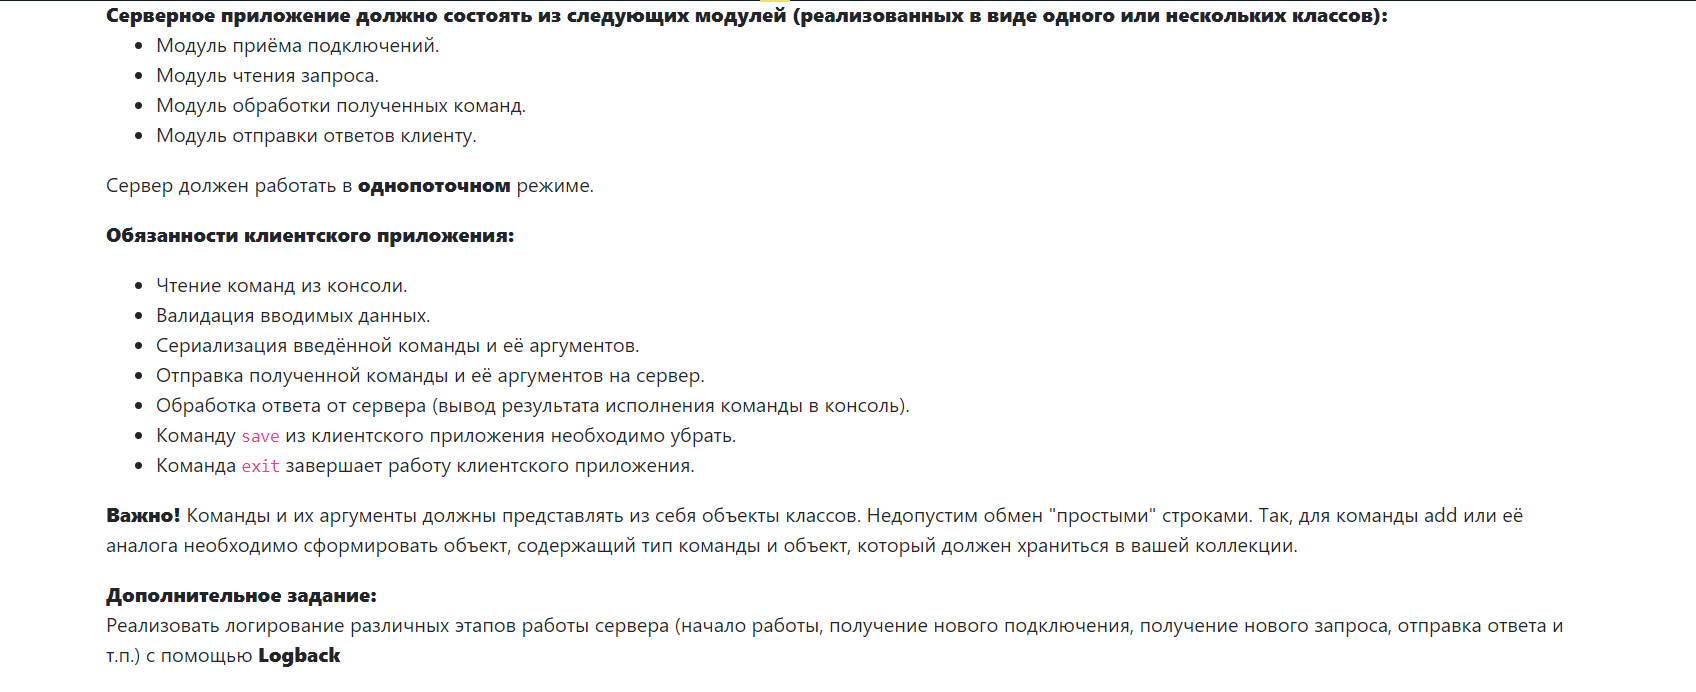 Серверное приложение должно состоять из следующих модулей (реализованных в виде одного или нескольких классов):
• Модуль приёма подключений.
• Модуль чтения запроса.
• Модуль обработки полученных команд.
• Модуль отправки ответов клиенту.
Сервер должен работать в однопоточном режиме.
Обязанности клиентского приложения:
• Чтение команд из консоли.
• Валидация вводимых данных.
• Сериализация введённой команды и её аргументов.
• Отправка полученной команды и её аргументов на сервер.
• Обработка ответа от сервера (вывод результата исполнения команды в консоль).
• Команду save из клиентского приложения необходимо убрать.
• Команда exit завершает работу клиентского приложения.
Важно! Команды и их аргументы должны представлять из себя объекты классов. Недопустим обмен "простыми" строками. Так, для команды add или её
аналога необходимо сформировать объект, содержащий тип команды и объект, который должен храниться в вашей коллекции.
Дополнительное задание:
Реализовать логирование различных этапов работы сервера (начало работы, получение нового подключения, получение нового запроса, отправка ответа и
т.п.) с помощью Logback